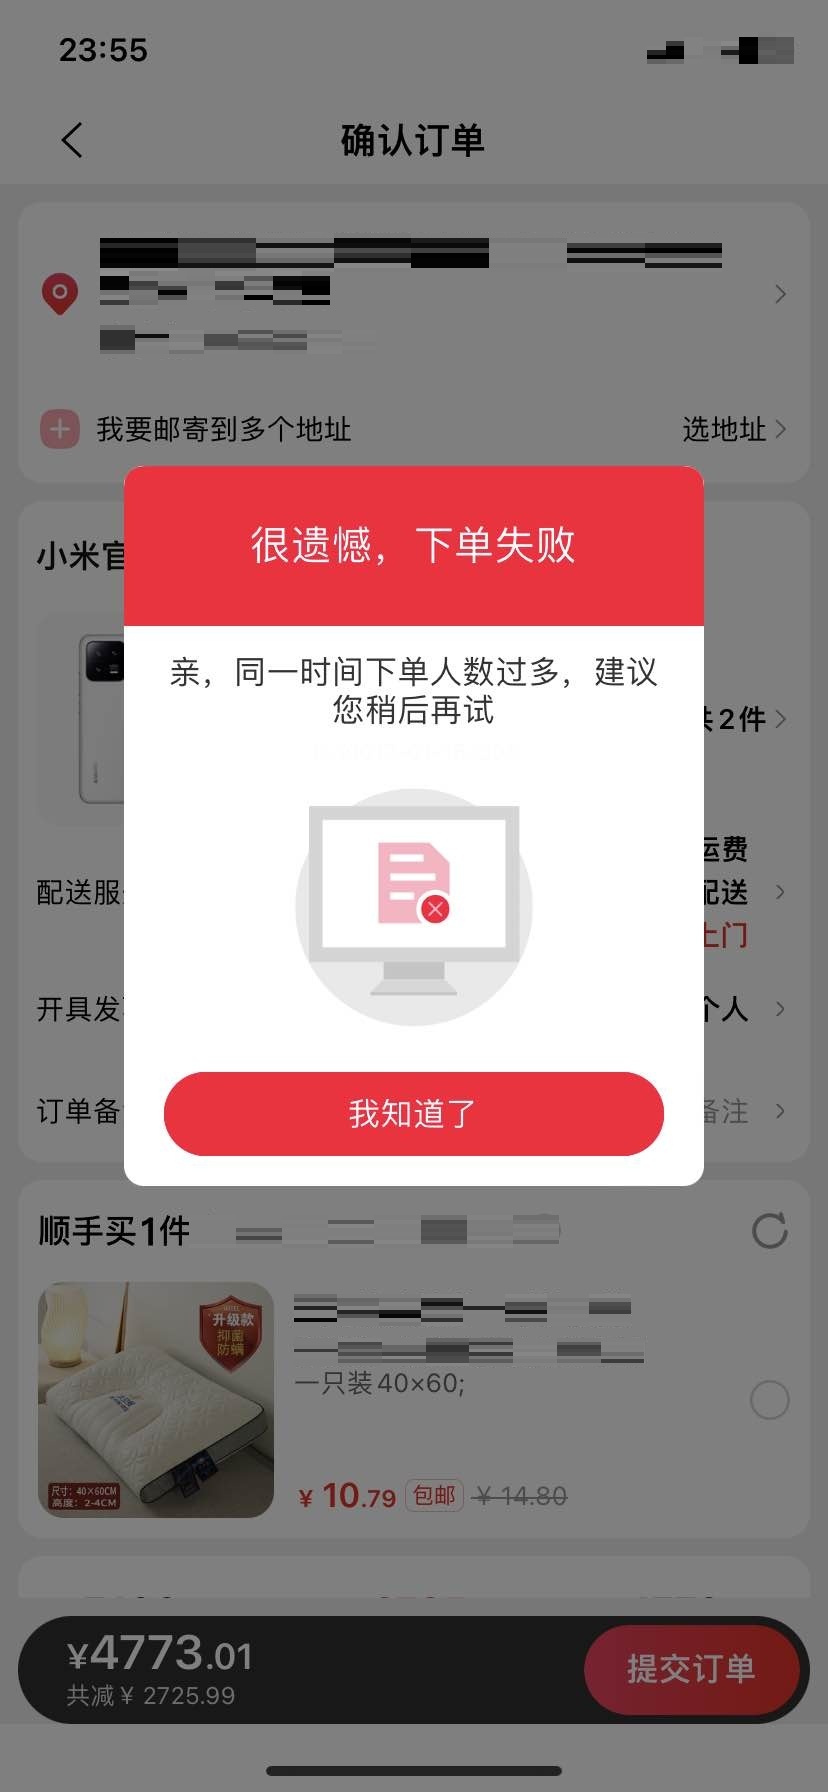 23:55
确认订单
我要邮寄到多个地址
选地址
小米官
很遗憾，下单失败
亲，同一时间下单人数过多，建议
您稍后再试
共2件
运费
配送服
配送
上门
开具发
个人
订单备
备注
我知道了
顺手买1件
升级款
抑菌
防螨
尺寸：40×60CM
高度：2-4CM
一只装40×60;
¥ 10.79 包邮 ¥ 14.80
¥4773.01
共减 ¥ 2725.99
提交订单